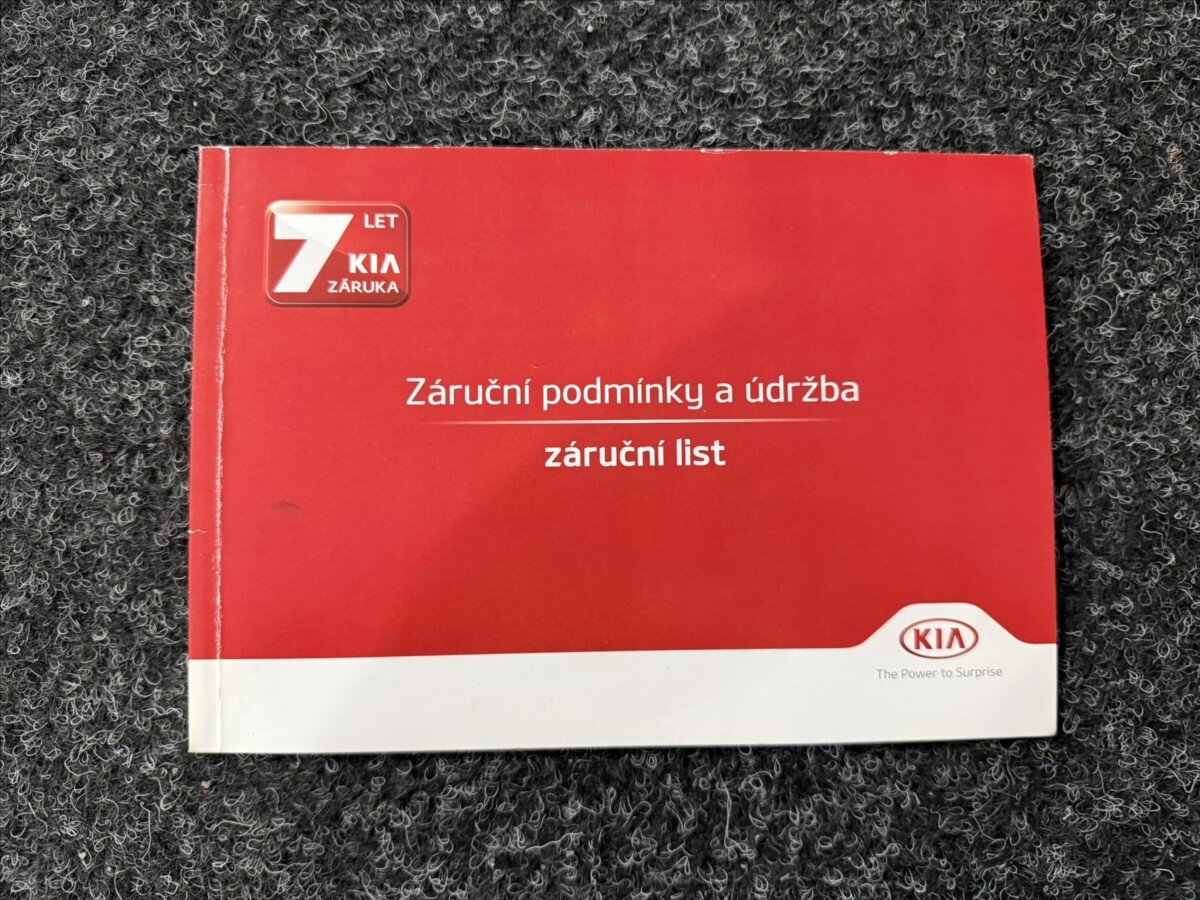 7 LET
KIA
ZÁRUKA
Záruční podmínky a údržba
záruční list
KIA
The Power to Surprise